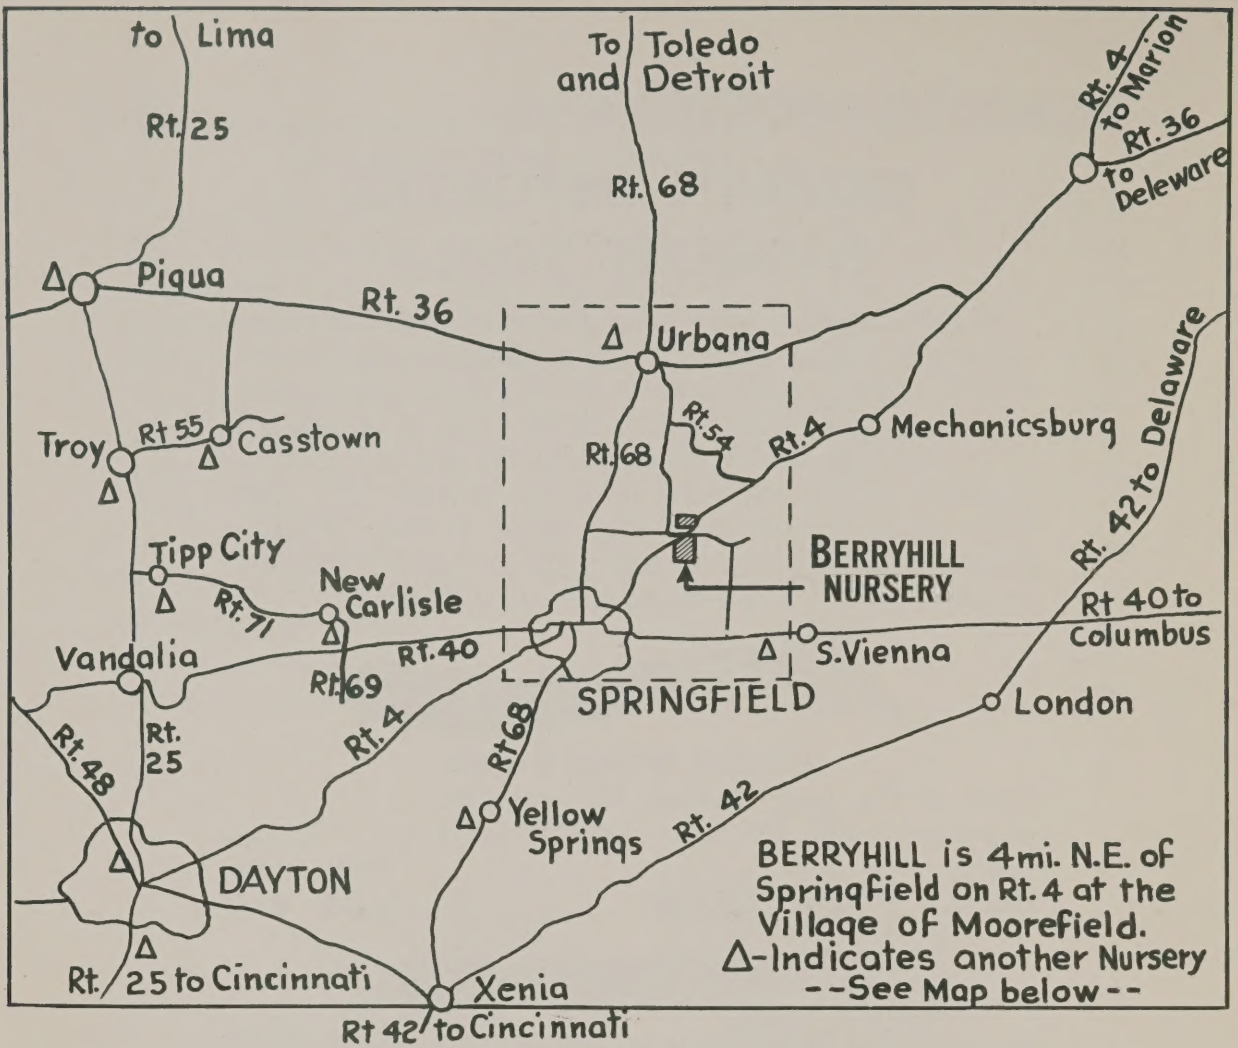 to Lima
To Toledo
and Detroit
Rt. 4
to Marion
Rt. 36
to
Deleware
Rt. 25
Rt. 68
Piqua
Rt. 36
Urbana
Rt. 42 to Delaware
Rt 55
Troy
Casstown
Rt. 68
Rt. 54
Rt. 4
Mechanicsburg
Tipp City
Rt. 71
New
Carlisle
BERRYHILL
NURSERY
Rt 40 to
Columbus
Vandalia
Rt. 40
S. Vienna
Rt. 69
SPRINGFIELD
London
Rt. 48
Rt.
25
Rt. 4
Rt 68
Yellow
Springs
Rt. 42
DAYTON
BERRYHILL is 4 mi. N.E. of
Springfield on Rt. 4 at the
Village of Moorefield.
Δ-Indicates another Nursery
--See Map below--
Rt. 25 to Cincinnati
Xenia
Rt 42 to Cincinnati